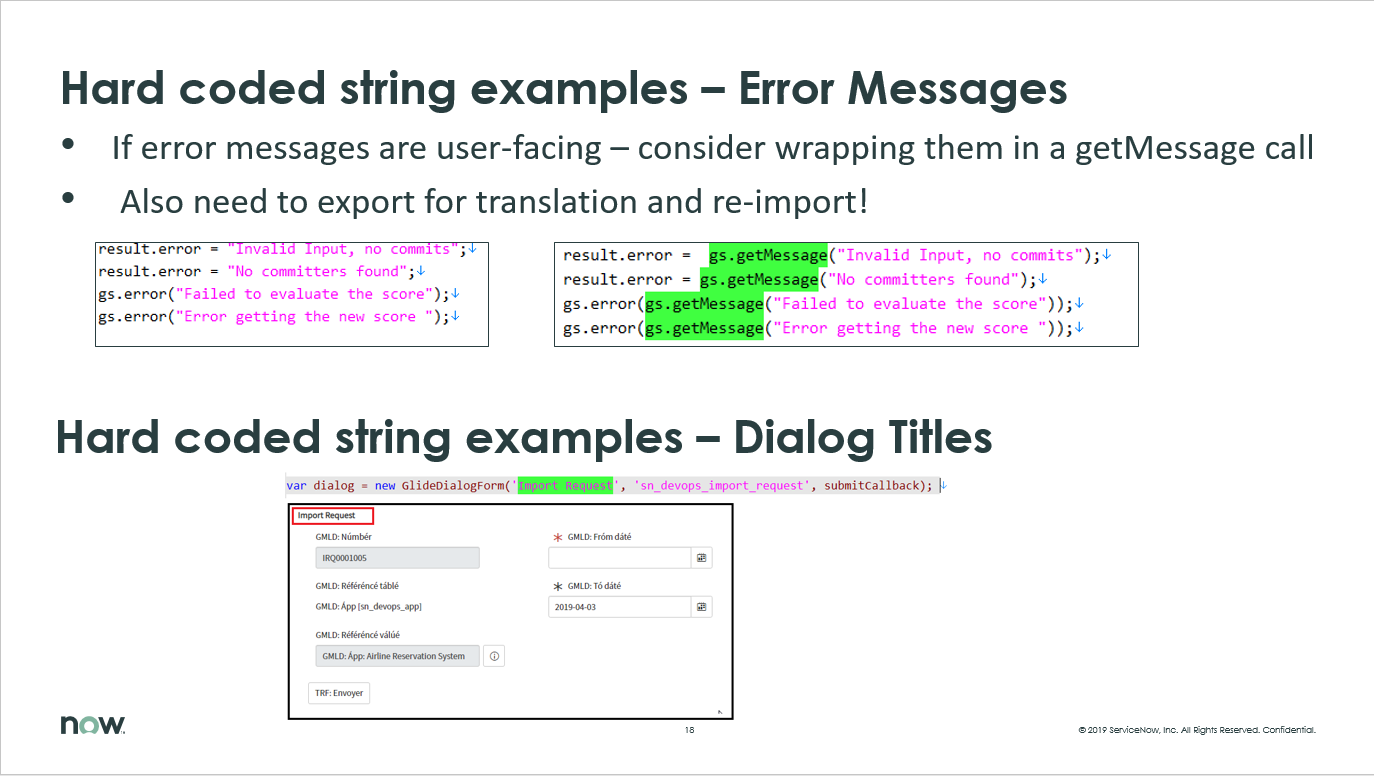 Hard coded string examples – Error Messages
• If error messages are user-facing – consider wrapping them in a getMessage call
• Also need to export for translation and re-import!
result.error = "Invalid Input, no commits";↓
result.error = "No committers found";↓
gs.error("Failed to evaluate the score");↓
gs.error("Error getting the new score ");↓
result.error =  gs.getMessage("Invalid Input, no commits");↓
result.error = gs.getMessage("No committers found");↓
gs.error(gs.getMessage("Failed to evaluate the score"));↓
gs.error(gs.getMessage("Error getting the new score "));↓
Hard coded string examples – Dialog Titles
var dialog = new GlideDialogForm('Import Request', 'sn_devops_import_request', submitCallback); ↓
Import Request
GMLD: Númbér
IRQ0001005
* GMLD: Fróm dáté
GMLD: Référéncé táblé
GMLD: Ápp [sn_devops_app]
* GMLD: Tó dáté
2019-04-03
GMLD: Référéncé válúé
GMLD: Ápp: Airline Reservation System
TRF: Envoyer
now
18
© 2019 ServiceNow, Inc. All Rights Reserved. Confidential.